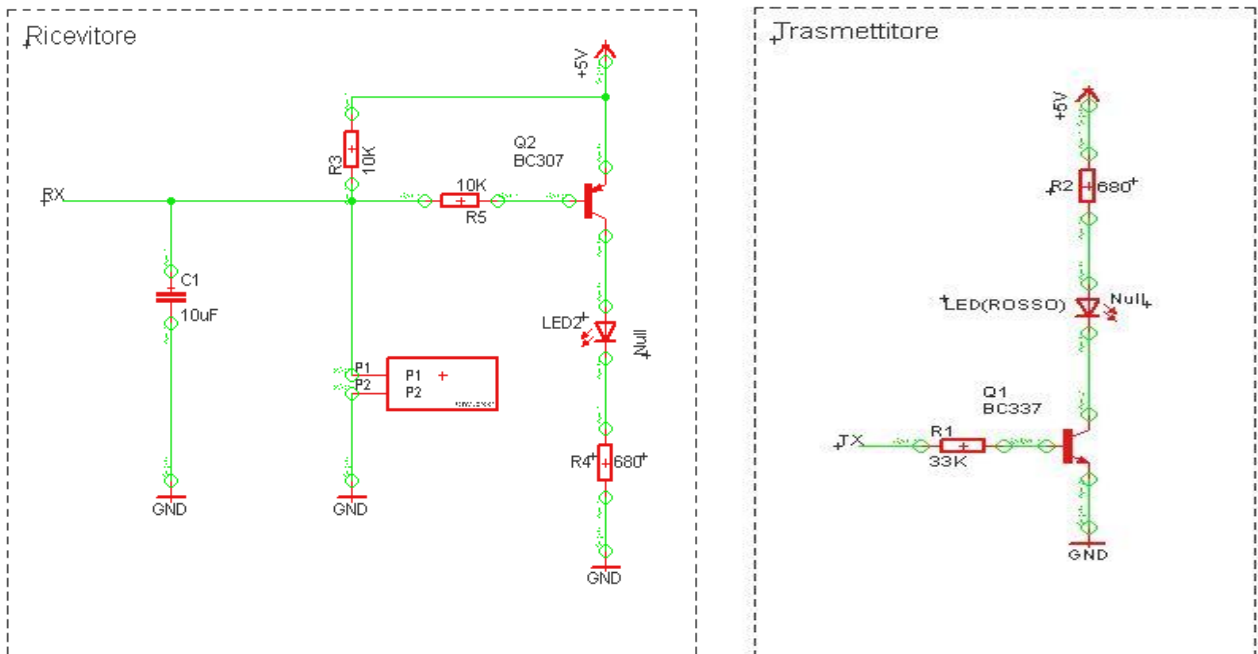 Ricevitore
+5V
R3
10K
Q2
BC307
RX
10K
R5
C1
10uF
LED2
Null
P1
P1
P2
P2
R4
680
GND
GND
GND
Trasmettitore
+5V
R2
680
LED(ROSSO)
Null
Q1
BC337
TX
R1
33K
GND